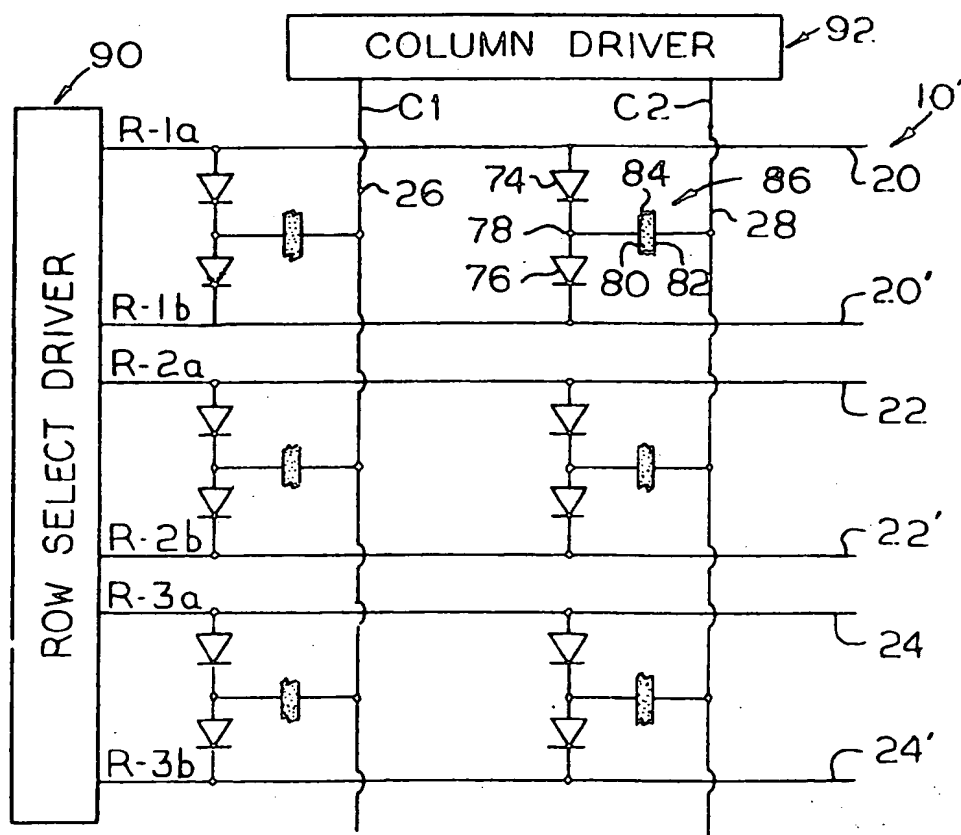 COLUMN DRIVER
92
90
C1
C2
10'
R-1a
20
26
74
84
86
78
28
76
80
82
R-1b
20'
R-2a
22
R-2b
22'
R-3a
24
R-3b
24'
ROW SELECT DRIVER